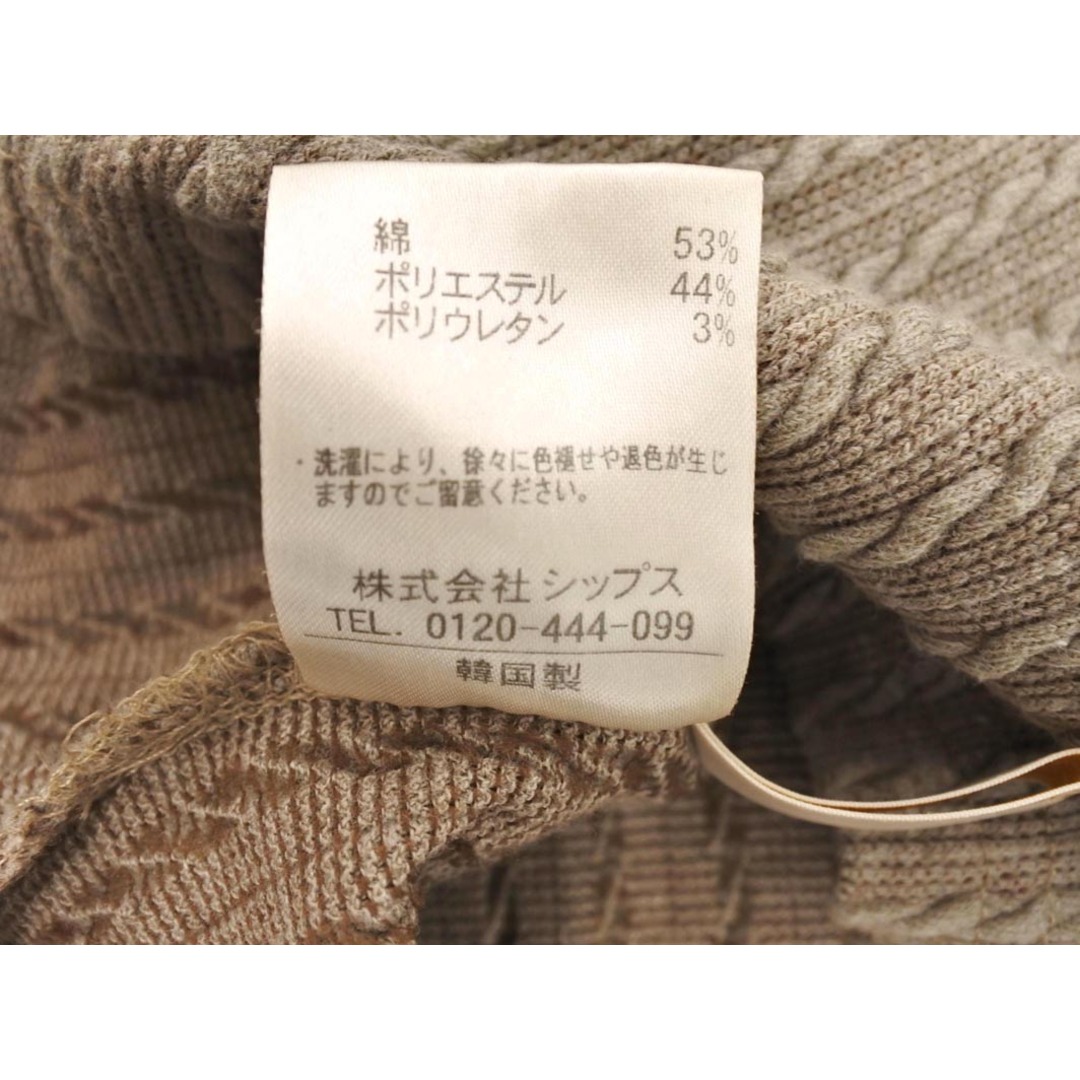 綿 53%
ポリエステル 44%
ポリウレタン 3%
・洗濯により、徐々に色褪せや退色が生じ
ますのでご留意ください。
株式会社 シップス
TEL. 0120-444-099
韓国製